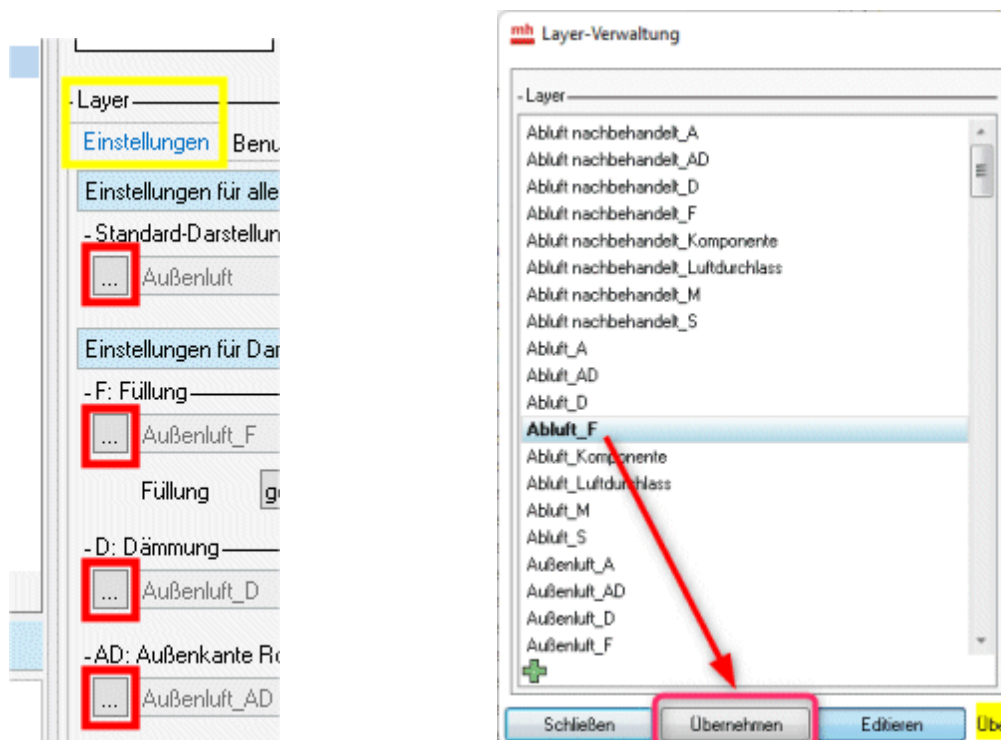 Layer
Einstellungen Benu
Einstellungen für alle
Standard-Darstellun
... Außenluft
Einstellungen für Dar
F: Füllung
... Außenluft_F
Füllung g
D: Dämmung
... Außenluft_D
AD: Außenkante Ro
... Außenluft_AD
mh Layer-Verwaltung
Layer
Abluft nachbehandelt_A
Abluft nachbehandelt_AD
Abluft nachbehandelt_D
Abluft nachbehandelt_F
Abluft nachbehandelt_Komponente
Abluft nachbehandelt_Luftdurchlass
Abluft nachbehandelt_M
Abluft nachbehandelt_S
Abluft_A
Abluft_AD
Abluft_D
Abluft_F
Abluft_Komponente
Abluft_Luftdurchlass
Abluft_M
Abluft_S
Außenluft_A
Außenluft_AD
Außenluft_D
Außenluft_F
Schließen Übernehmen Editieren Übe